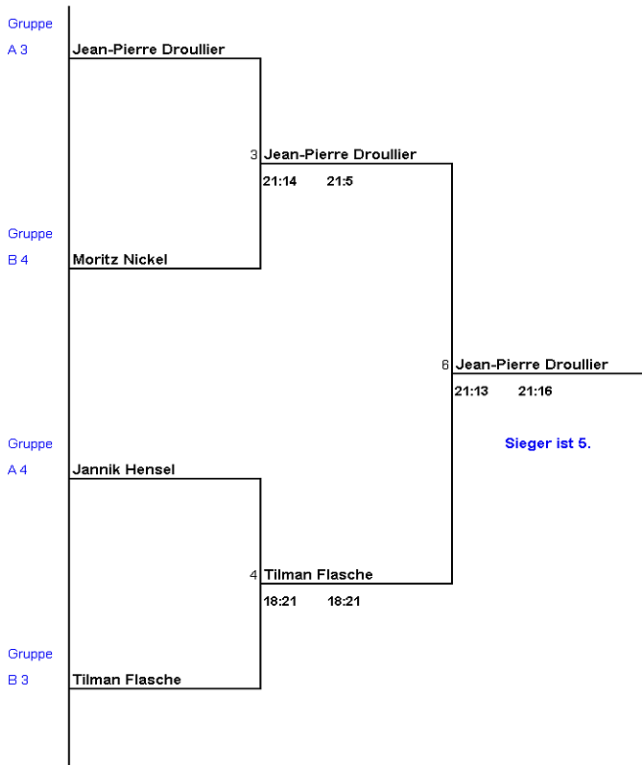 Gruppe
A 3 Jean-Pierre Droullier
3 Jean-Pierre Droullier
21:14 21:5
Gruppe
B 4 Moritz Nickel
6 Jean-Pierre Droullier
21:13 21:16
Sieger ist 5.
Gruppe
A 4 Jannik Hensel
4 Tilman Flasche
18:21 18:21
Gruppe
B 3 Tilman Flasche